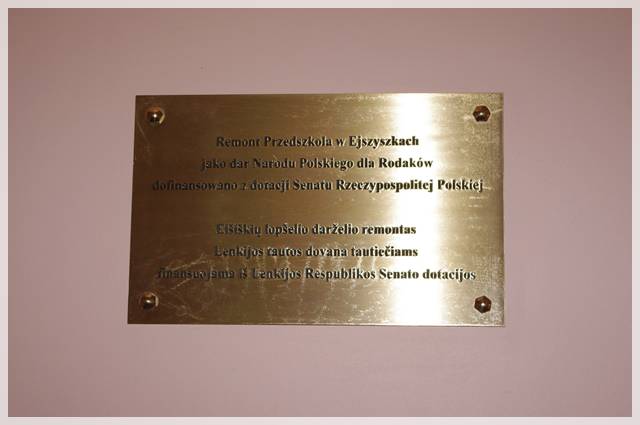 Remont Przedszkola w Ejszyszkach
jako dar Narodu Polskiego dla Rodaków
dofinansowano z dotacji Senatu Rzeczypospolitej Polskiej
Eišiškių lopšelio darželio remontas
Lenkijos tautos dovana tautiečiams
finansuojama iš Lenkijos Respublikos Senato dotacijos